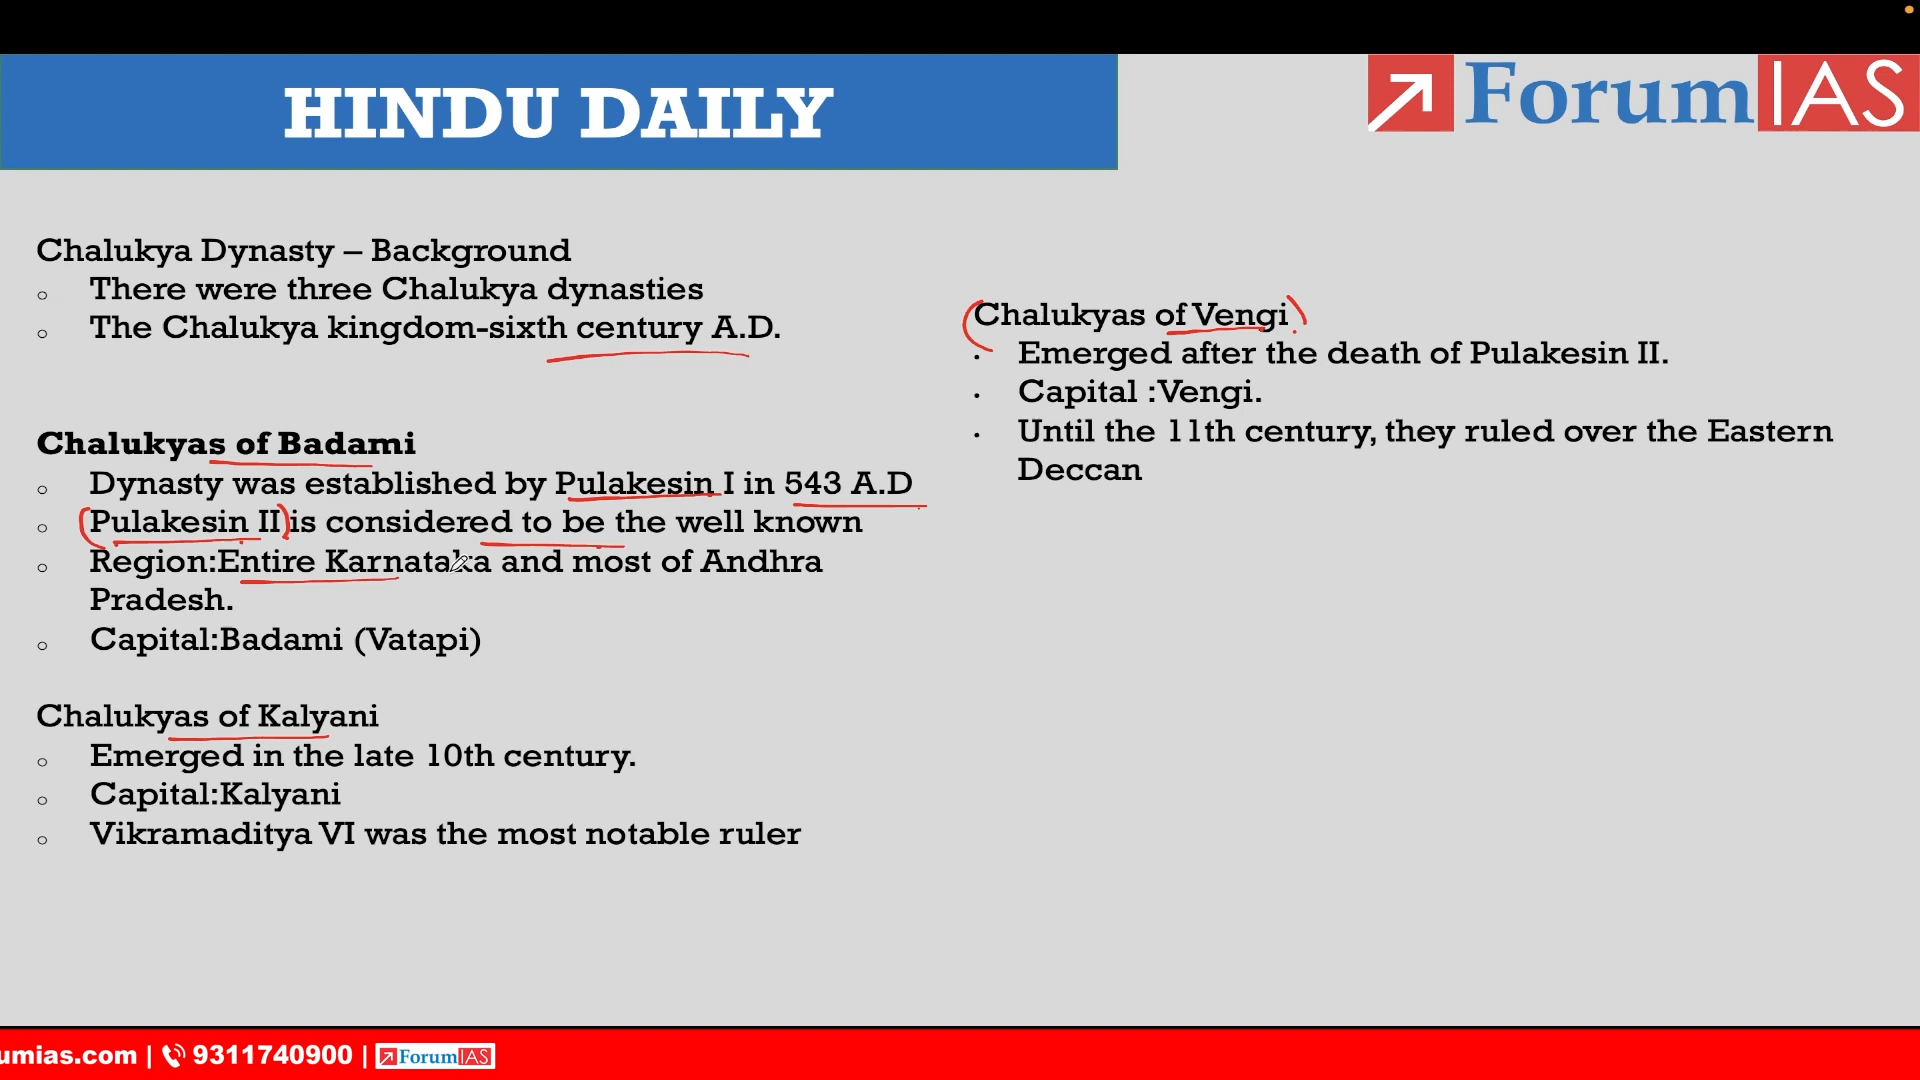 HINDU DAILY
ForumIAS
Chalukya Dynasty – Background
o There were three Chalukya dynasties
o The Chalukya kingdom-sixth century A.D.
Chalukyas of Badami
o Dynasty was established by Pulakesin I in 543 A.D
o Pulakesin II is considered to be the well known
o Region:Entire Karnataka and most of Andhra
Pradesh.
o Capital:Badami (Vatapi)
Chalukyas of Kalyani
o Emerged in the late 10th century.
o Capital:Kalyani
o Vikramaditya VI was the most notable ruler
Chalukyas of Vengi
• Emerged after the death of Pulakesin II.
• Capital :Vengi.
• Until the 11th century, they ruled over the Eastern
Deccan
umias.com | 9311740900 | ForumIAS